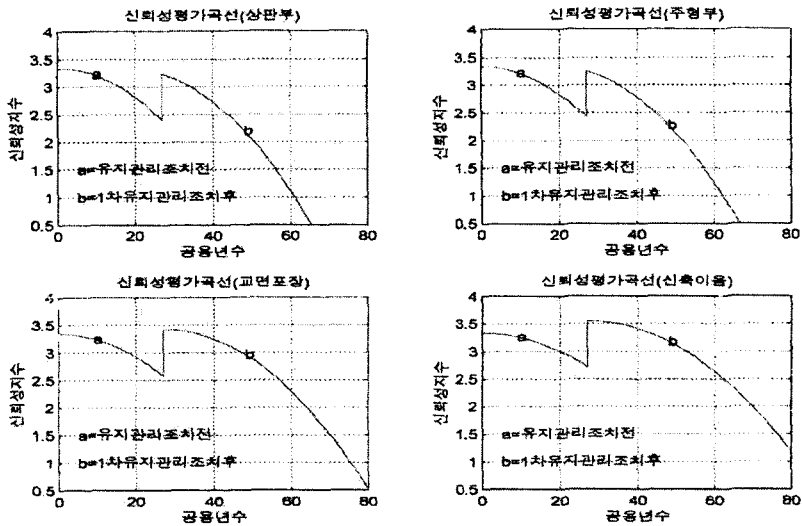 신뢰성평가곡선(상판부)
4
3.5
3
2.5
2
1.5
1
0.5
신뢰성지수
a
b
a=유지관리조치전
b=1차유지관리조치후
0 20 40 60 80
공용년수
신뢰성평가곡선(주형부)
4
3.5
3
2.5
2
1.5
1
0.5
신뢰성지수
a
b
a=유지관리조치전
b=1차유지관리조치후
0 20 40 60 80
공용년수
신뢰성평가곡선(교면포장)
4
3.5
3
2.5
2
1.5
1
0.5
신뢰성지수
a
b
a=유지관리조치전
b=1차유지관리조치후
0 20 40 60 80
공용년수
신뢰성평가곡선(신축이음)
4
3.5
3
2.5
2
1.5
1
0.5
신뢰성지수
a
b
a=유지관리조치전
b=1차유지관리조치후
0 20 40 60 80
공용년수